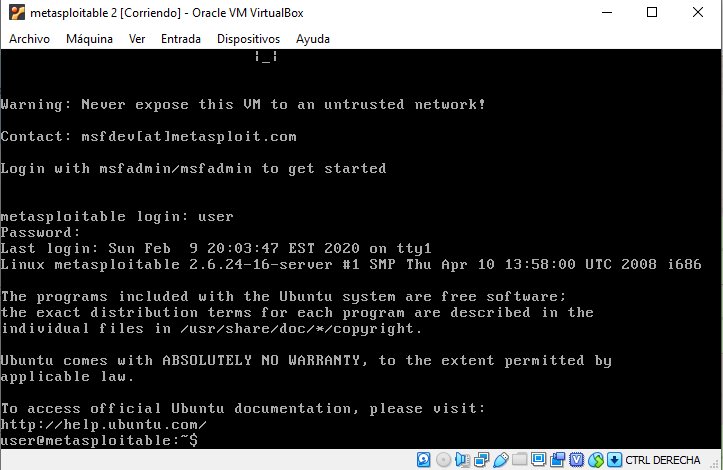 metasploitable 2 [Corriendo] - Oracle VM VirtualBox
Archivo Máquina Ver Entrada Dispositivos Ayuda
Warning: Never expose this VM to an untrusted network!
Contact: msfdev[at]metasploit.com
Login with msfadmin/msfadmin to get started
metasploitable login: user
Password:
Last login: Sun Feb  9 20:03:47 EST 2020 on tty1
Linux metasploitable 2.6.24-16-server #1 SMP Thu Apr 10 13:58:00 UTC 2008 i686
The programs included with the Ubuntu system are free software;
the exact distribution terms for each program are described in the
individual files in /usr/share/doc/*/copyright.
Ubuntu comes with ABSOLUTELY NO WARRANTY, to the extent permitted by
applicable law.
To access official Ubuntu documentation, please visit:
http://help.ubuntu.com/
user@metasploitable:~$
CTRL DERECHA